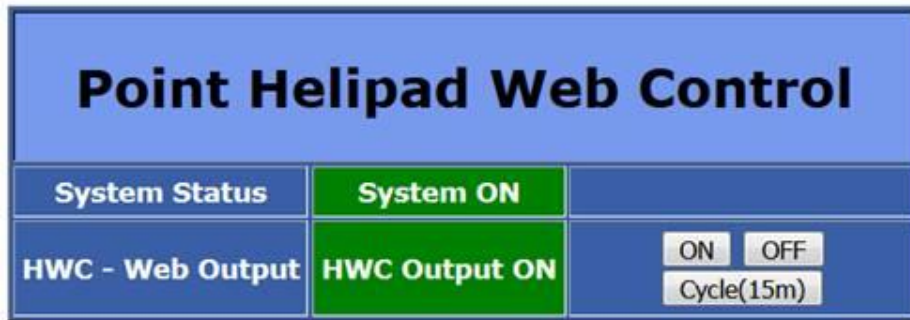 Point Helipad Web Control
System Status System ON
HWC - Web Output HWC Output ON ON OFF
Cycle(15m)